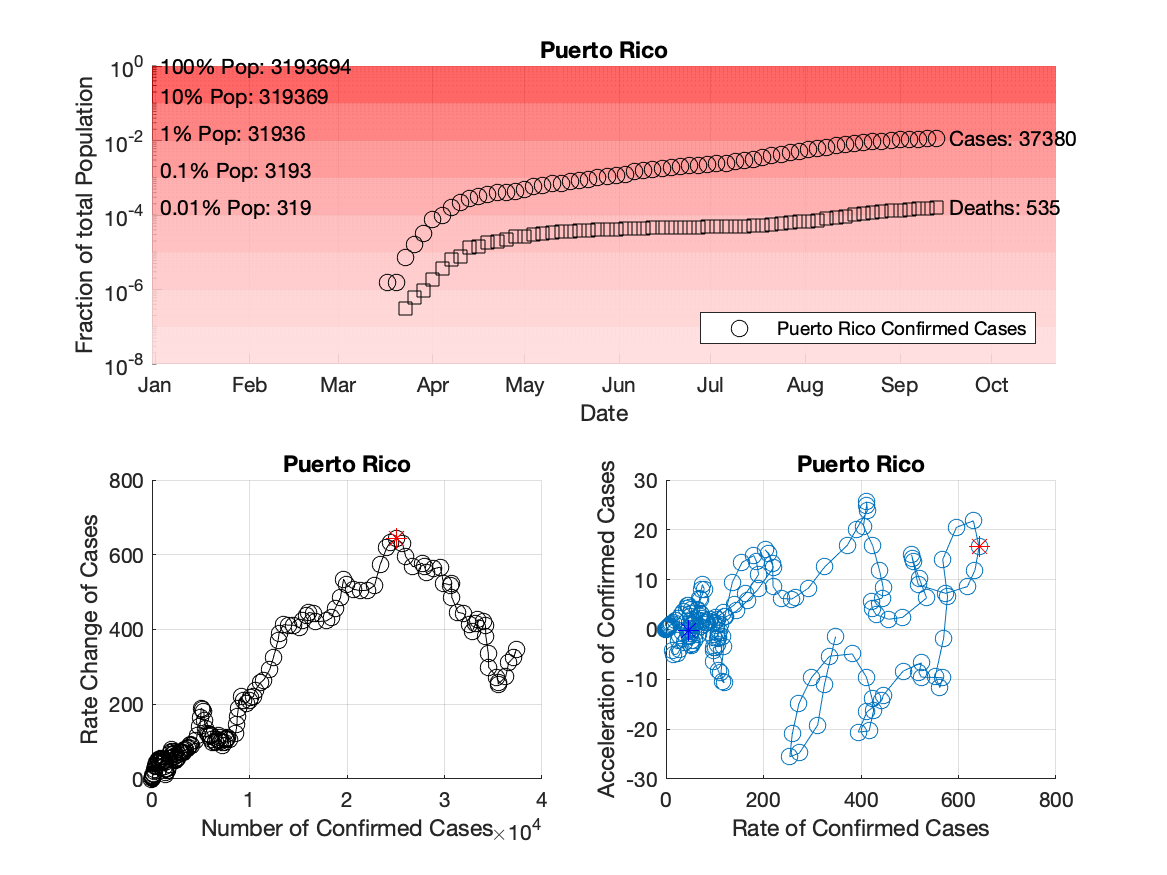 Puerto Rico
Fraction of total Population
10^0
10^-2
10^-4
10^-6
10^-8
100% Pop: 3193694
10% Pop: 319369
1% Pop: 31936
0.1% Pop: 3193
0.01% Pop: 319
Cases: 37380
Deaths: 535
Puerto Rico Confirmed Cases
Jan Feb Mar Apr May Jun Jul Aug Sep Oct
Date
Puerto Rico
Rate Change of Cases
800
600
400
200
0
0 1 2 3 4
Number of Confirmed Cases ×10^4
Puerto Rico
Acceleration of Confirmed Cases
30
20
10
0
-10
-20
-30
0 200 400 600 800
Rate of Confirmed Cases